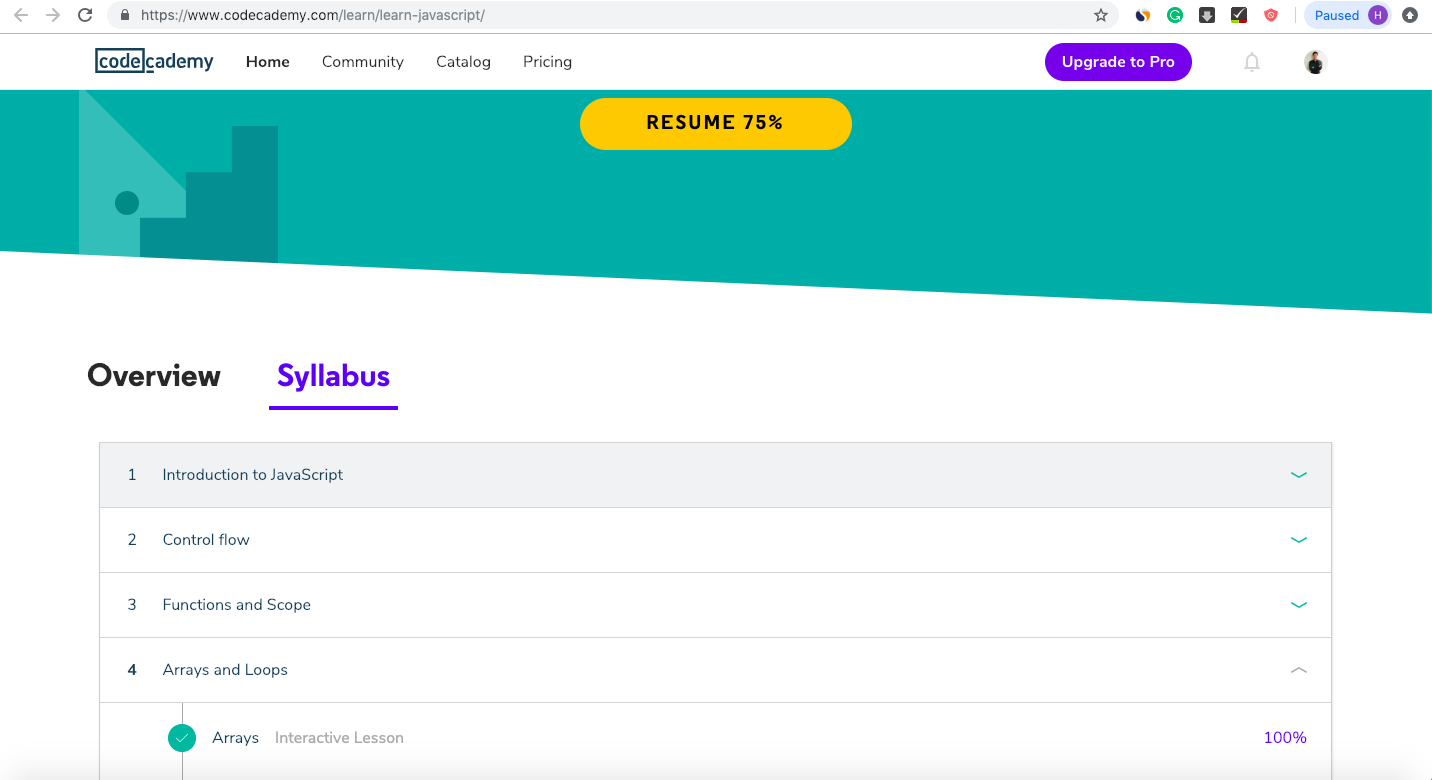 https://www.codecademy.com/learn/learn-javascript/
Paused H
codecademy Home Community Catalog Pricing Upgrade to Pro
RESUME 75%
Overview Syllabus
1 Introduction to JavaScript
2 Control flow
3 Functions and Scope
4 Arrays and Loops
Arrays Interactive Lesson 100%